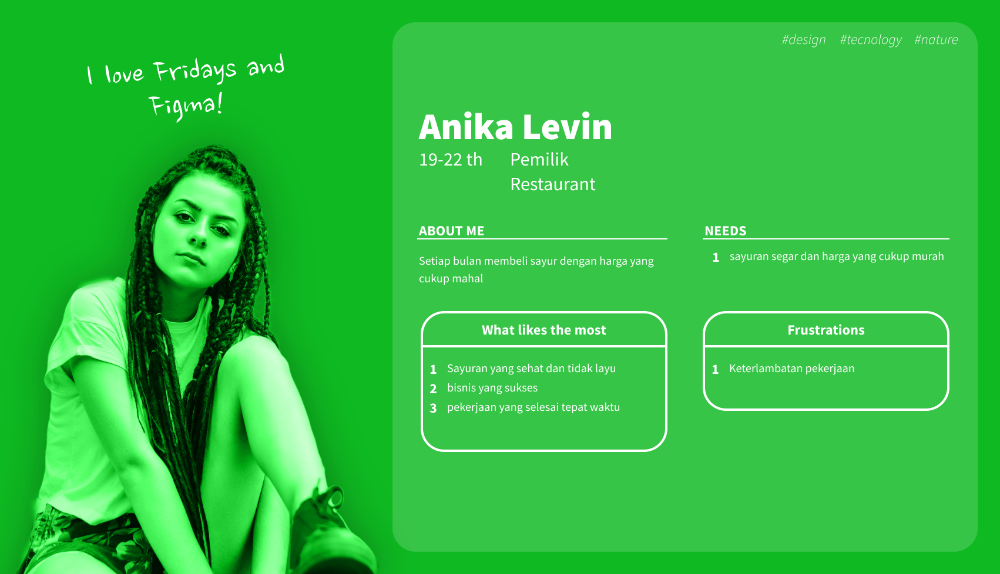 I love Fridays and
Figma!
#design #tecnology #nature
Anika Levin
19-22 th Pemilik
Restaurant
ABOUT ME
Setiap bulan membeli sayur dengan harga yang
cukup mahal
NEEDS
1 sayuran segar dan harga yang cukup murah
What likes the most
1 Sayuran yang sehat dan tidak layu
2 bisnis yang sukses
3 pekerjaan yang selesai tepat waktu
Frustrations
1 Keterlambatan pekerjaan